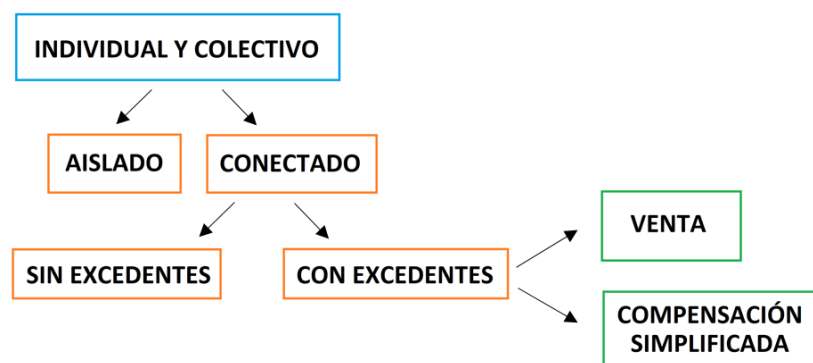 INDIVIDUAL Y COLECTIVO
AISLADO
CONECTADO
SIN EXCEDENTES
CON EXCEDENTES
VENTA
COMPENSACIÓN
SIMPLIFICADA